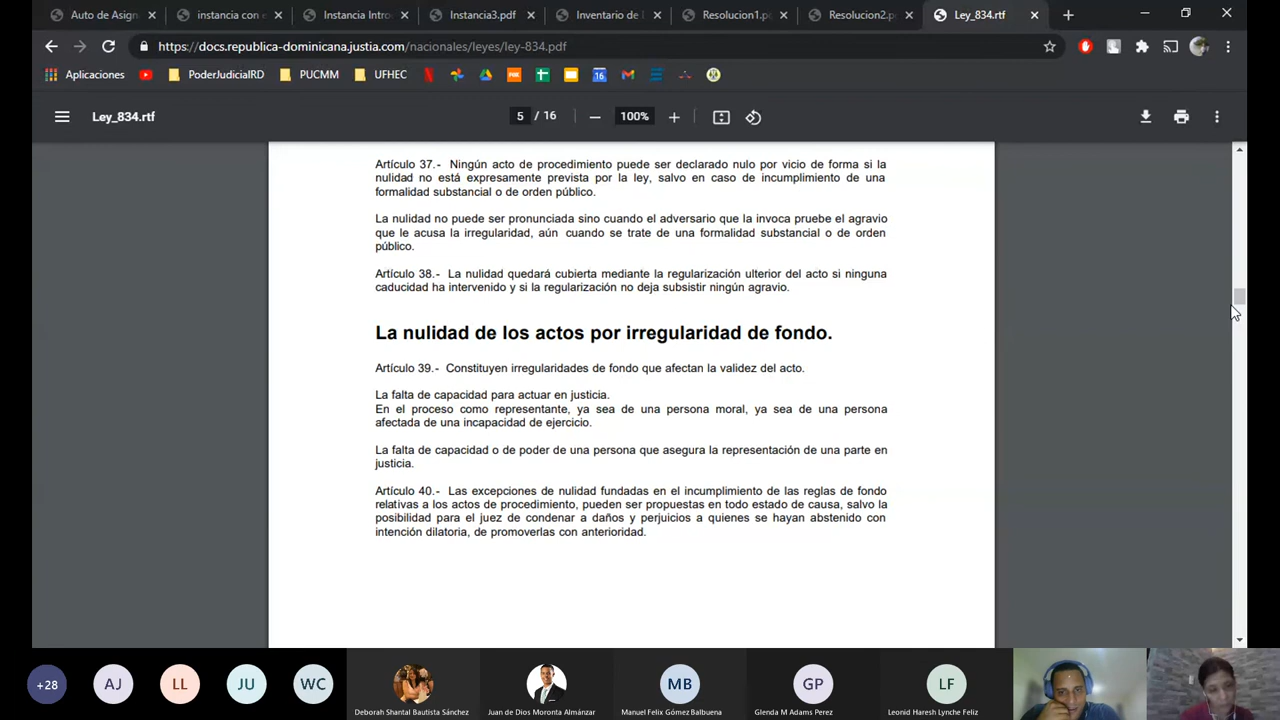 Auto de Asign
instancia con e
Instancia Intro
Instancia3.pdf
Inventario de
Resolucion1.p
Resolucion2.p
Ley_834.rtf
https://docs.republica-dominicana.justia.com/nacionales/leyes/ley-834.pdf
Aplicaciones
PoderJudicialRD
PUCMM
UFHEC
Ley_834.rtf
5 / 16
100%
Artículo 37.- Ningún acto de procedimiento puede ser declarado nulo por vicio de forma si la
nulidad no está expresamente prevista por la ley, salvo en caso de incumplimiento de una
formalidad substancial o de orden público.
La nulidad no puede ser pronunciada sino cuando el adversario que la invoca pruebe el agravio
que le acusa la irregularidad, aún cuando se trate de una formalidad substancial o de orden
público.
Artículo 38.- La nulidad quedará cubierta mediante la regularización ulterior del acto si ninguna
caducidad ha intervenido y si la regularización no deja subsistir ningún agravio.
La nulidad de los actos por irregularidad de fondo.
Artículo 39.- Constituyen irregularidades de fondo que afectan la validez del acto.
La falta de capacidad para actuar en justicia.
En el proceso como representante, ya sea de una persona moral, ya sea de una persona
afectada de una incapacidad de ejercicio.
La falta de capacidad o de poder de una persona que asegura la representación de una parte en
justicia.
Artículo 40.- Las excepciones de nulidad fundadas en el incumplimiento de las reglas de fondo
relativas a los actos de procedimiento, pueden ser propuestas en todo estado de causa, salvo la
posibilidad para el juez de condenar a daños y perjuicios a quienes se hayan abstenido con
intención dilatoria, de promoverlas con anterioridad.
+28
AJ
LL
JU
WC
MB
GP
LF
Deborah Shantal Bautista Sánchez
Juan de Dios Moronta Almánzar
Manuel Felix Gómez Balbuena
Glenda M Adams Perez
Leonid Haresh Lynche Feliz